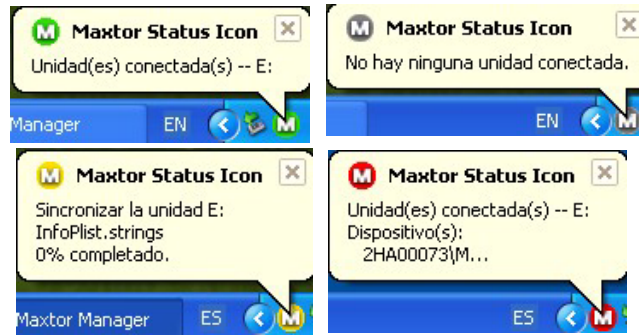 M Maxtor Status Icon
Unidad(es) conectada(s) -- E:
Manager EN M
M Maxtor Status Icon
No hay ninguna unidad conectada.
EN M
M Maxtor Status Icon
Sincronizar la unidad E:
InfoPlist.strings
0% completado.
Maxtor Manager ES M
M Maxtor Status Icon
Unidad(es) conectada(s) -- E:
Dispositivo(s):
2HA00073\M...
ES M